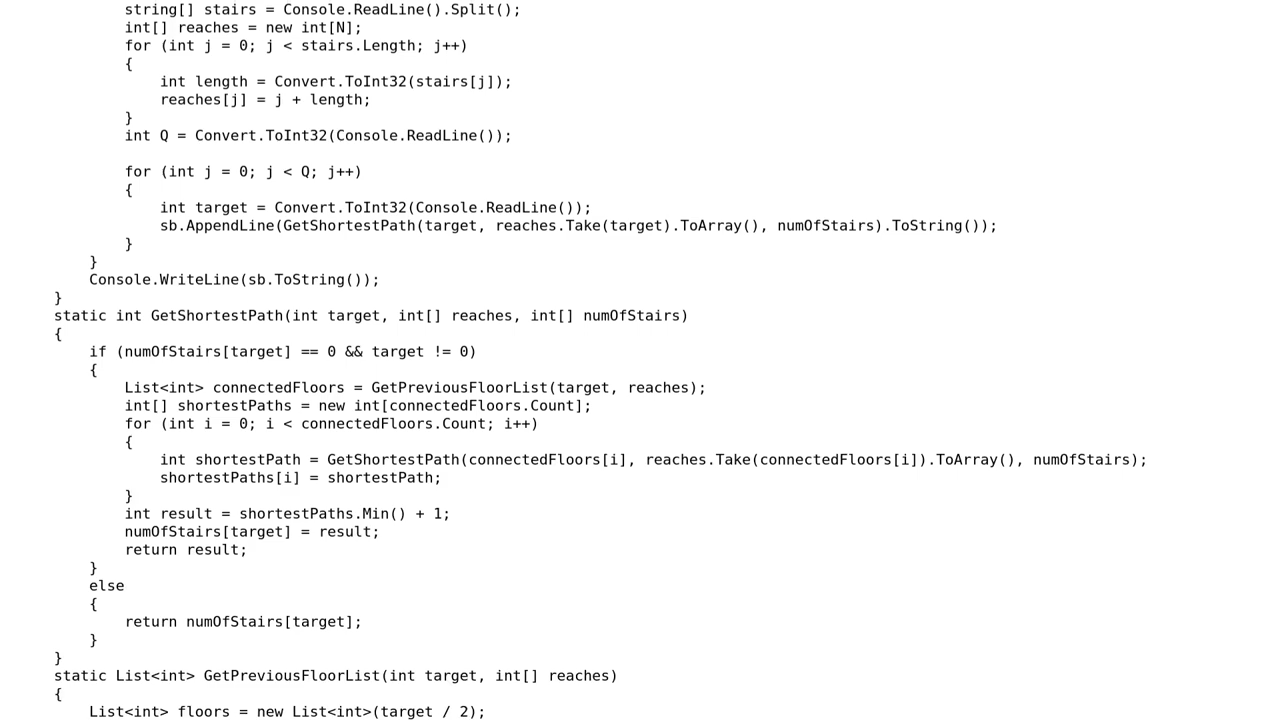 string[] stairs = Console.ReadLine().Split();
int[] reaches = new int[N];
for (int j = 0; j < stairs.Length; j++)
{
int length = Convert.ToInt32(stairs[j]);
reaches[j] = j + length;
}
int Q = Convert.ToInt32(Console.ReadLine());
for (int j = 0; j < Q; j++)
{
int target = Convert.ToInt32(Console.ReadLine());
sb.AppendLine(GetShortestPath(target, reaches.Take(target).ToArray(), numOfStairs).ToString());
}
}
Console.WriteLine(sb.ToString());
}
static int GetShortestPath(int target, int[] reaches, int[] numOfStairs)
{
if (numOfStairs[target] == 0 && target != 0)
{
List<int> connectedFloors = GetPreviousFloorList(target, reaches);
int[] shortestPaths = new int[connectedFloors.Count];
for (int i = 0; i < connectedFloors.Count; i++)
{
int shortestPath = GetShortestPath(connectedFloors[i], reaches.Take(connectedFloors[i]).ToArray(), numOfStairs);
shortestPaths[i] = shortestPath;
}
int result = shortestPaths.Min() + 1;
numOfStairs[target] = result;
return result;
}
else
{
return numOfStairs[target];
}
}
static List<int> GetPreviousFloorList(int target, int[] reaches)
{
List<int> floors = new List<int>(target / 2);